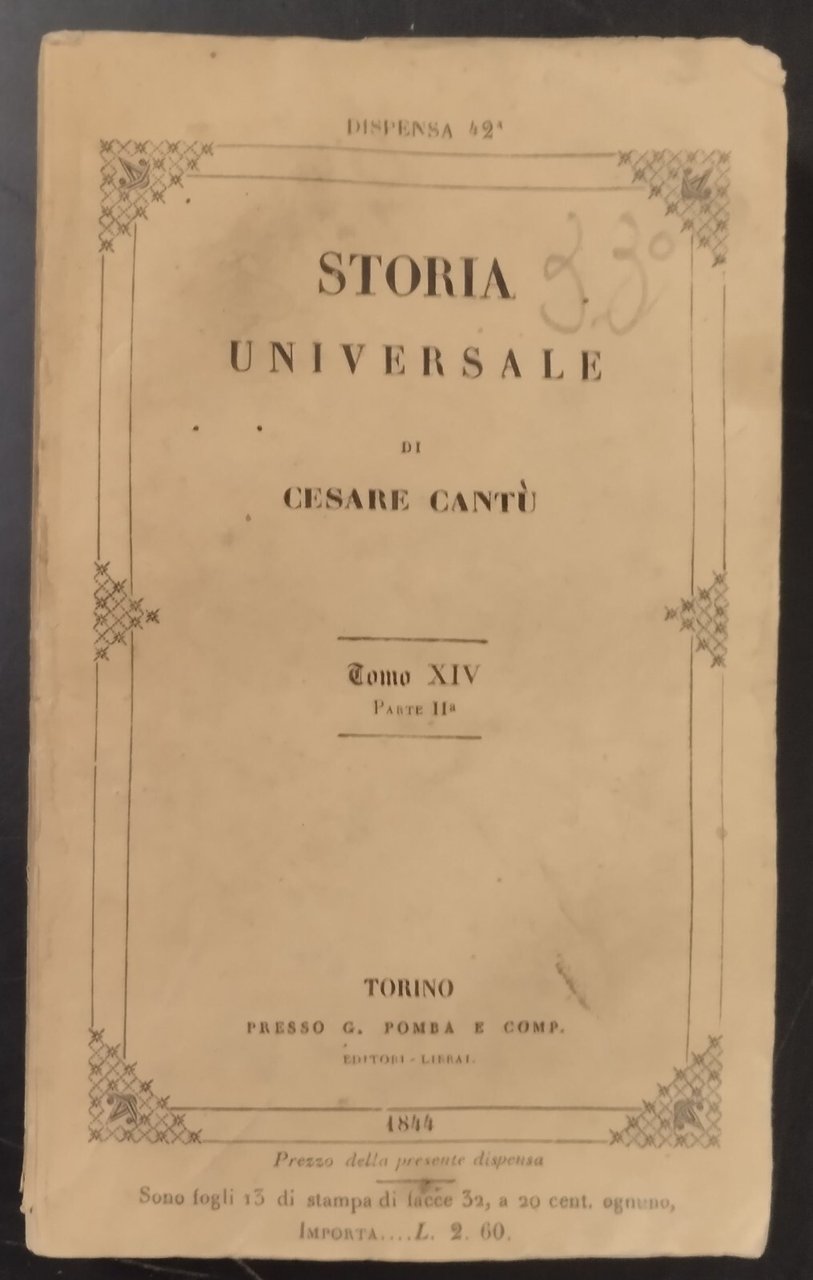 DISPENSA 42ª
STORIA
UNIVERSALE
DI
CESARE CANTÙ
Tomo XIV
PARTE IIª
TORINO
PRESSO G. POMBA E COMP.
EDITORI-LIBRAI.
1844
Prezzo della presente dispensa
Sono fogli 13 di stampa di facce 32, a 20 cent. ognuno,
IMPORTA....L. 2. 60.